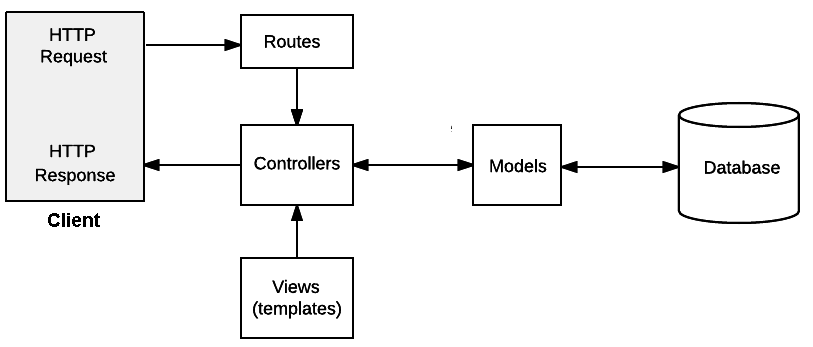 HTTP
Request
Routes
HTTP
Response
Controllers
Models
Database
Client
Views
(templates)